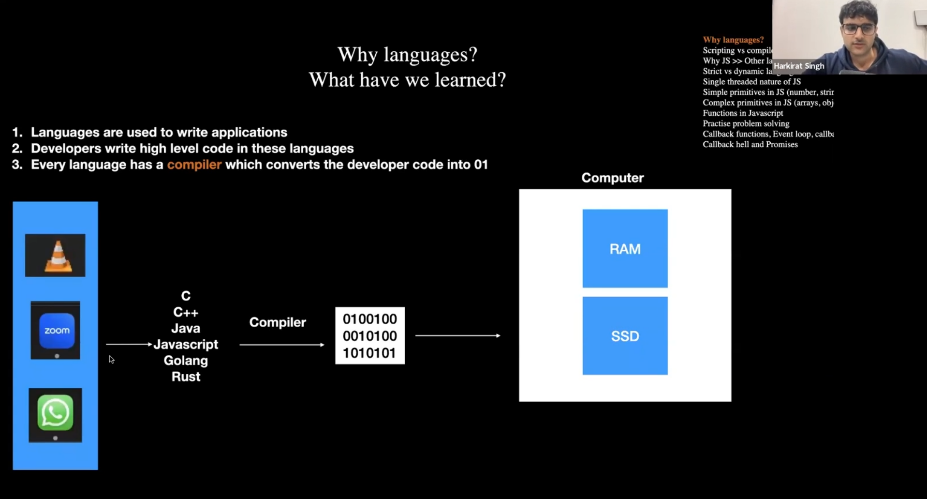 Why languages?
What have we learned?
Why languages?
Scripting vs compile
Why JS >> Other la
Strict vs dynamic lang
Single threaded nature of JS
Simple primitives in JS (number, strin
Complex primitives in JS (arrays, obj
Functions in Javascript
Practise problem solving
Callback functions, Event loop, callba
Callback hell and Promises
Harkirat Singh
1. Languages are used to write applications
2. Developers write high level code in these languages
3. Every language has a compiler which converts the developer code into 01
Computer
RAM
SSD
zoom
C
C++
Java
Javascript
Golang
Rust
Compiler
0100100
0010100
1010101